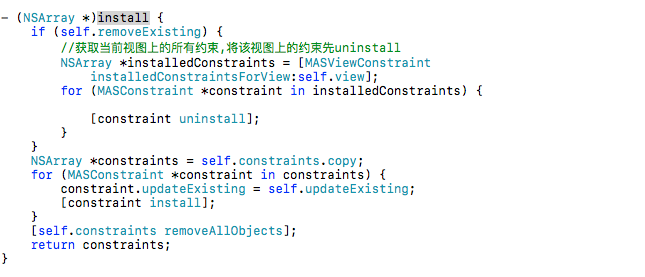 - (NSArray *)install {
if (self.removeExisting) {
//获取当前视图上的所有约束,将该视图上的约束先uninstall
NSArray *installedConstraints = [MASViewConstraint
installedConstraintsForView:self.view];
for (MASConstraint *constraint in installedConstraints) {
[constraint uninstall];
}
}
NSArray *constraints = self.constraints.copy;
for (MASConstraint *constraint in constraints) {
constraint.updateExisting = self.updateExisting;
[constraint install];
}
[self.constraints removeAllObjects];
return constraints;
}